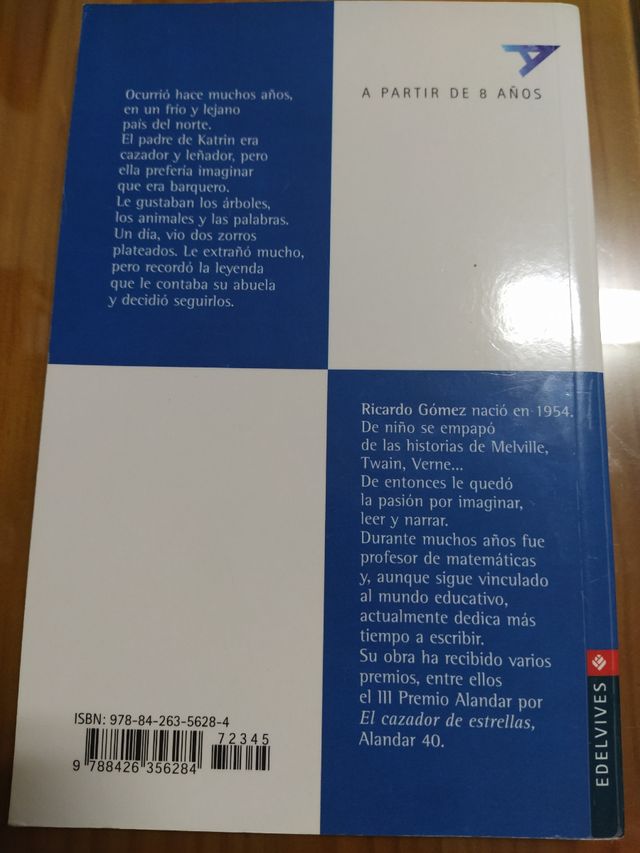 Ocurrió hace muchos años,
en un frío y lejano
país del norte.
El padre de Katrin era
cazador y leñador, pero
ella prefería imaginar
que era barquero.
Le gustaban los árboles,
los animales y las palabras.
Un día, vio dos zorros
plateados. Le extrañó mucho,
pero recordó la leyenda
que le contaba su abuela
y decidió seguirlos.
A PARTIR DE 8 AÑOS
Ricardo Gómez nació en 1954.
De niño se empapó
de las historias de Melville,
Twain, Verne...
De entonces le quedó
la pasión por imaginar,
leer y narrar.
Durante muchos años fue
profesor de matemáticas
y, aunque sigue vinculado
al mundo educativo,
actualmente dedica más
tiempo a escribir.
Su obra ha recibido varios
premios, entre ellos
el III Premio Alandar por
El cazador de estrellas,
Alandar 40.
ISBN: 978-84-263-5628-4
72345
9 788426 356284
EDELVIVES